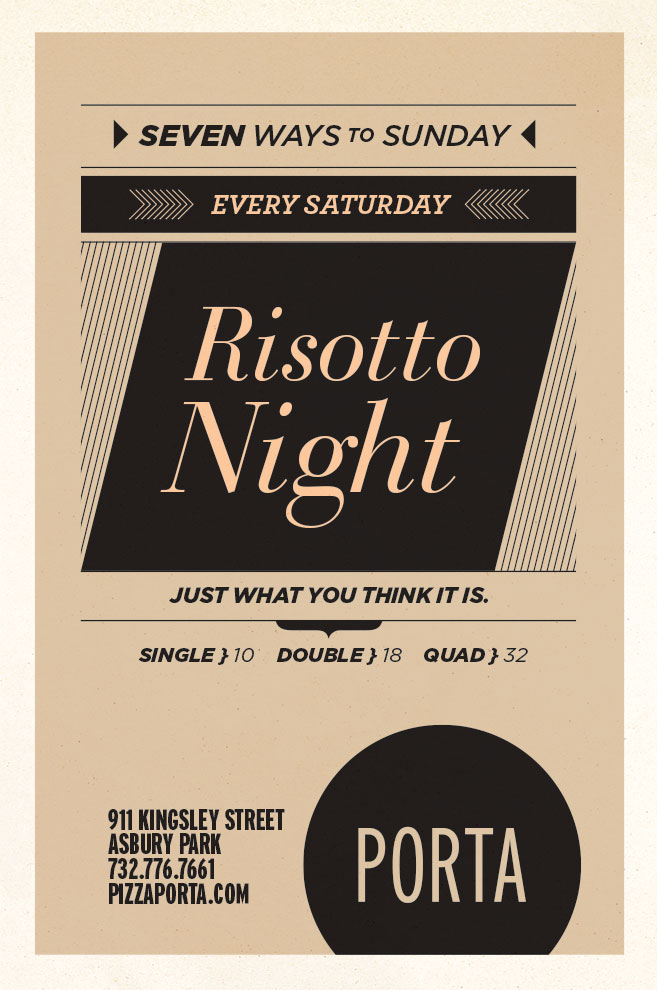 SEVEN WAYS TO SUNDAY
EVERY SATURDAY
Risotto
Night
JUST WHAT YOU THINK IT IS.
SINGLE } 10 DOUBLE } 18 QUAD } 32
911 KINGSLEY STREET
ASBURY PARK
732.776.7661
PIZZAPORTA.COM
PORTA